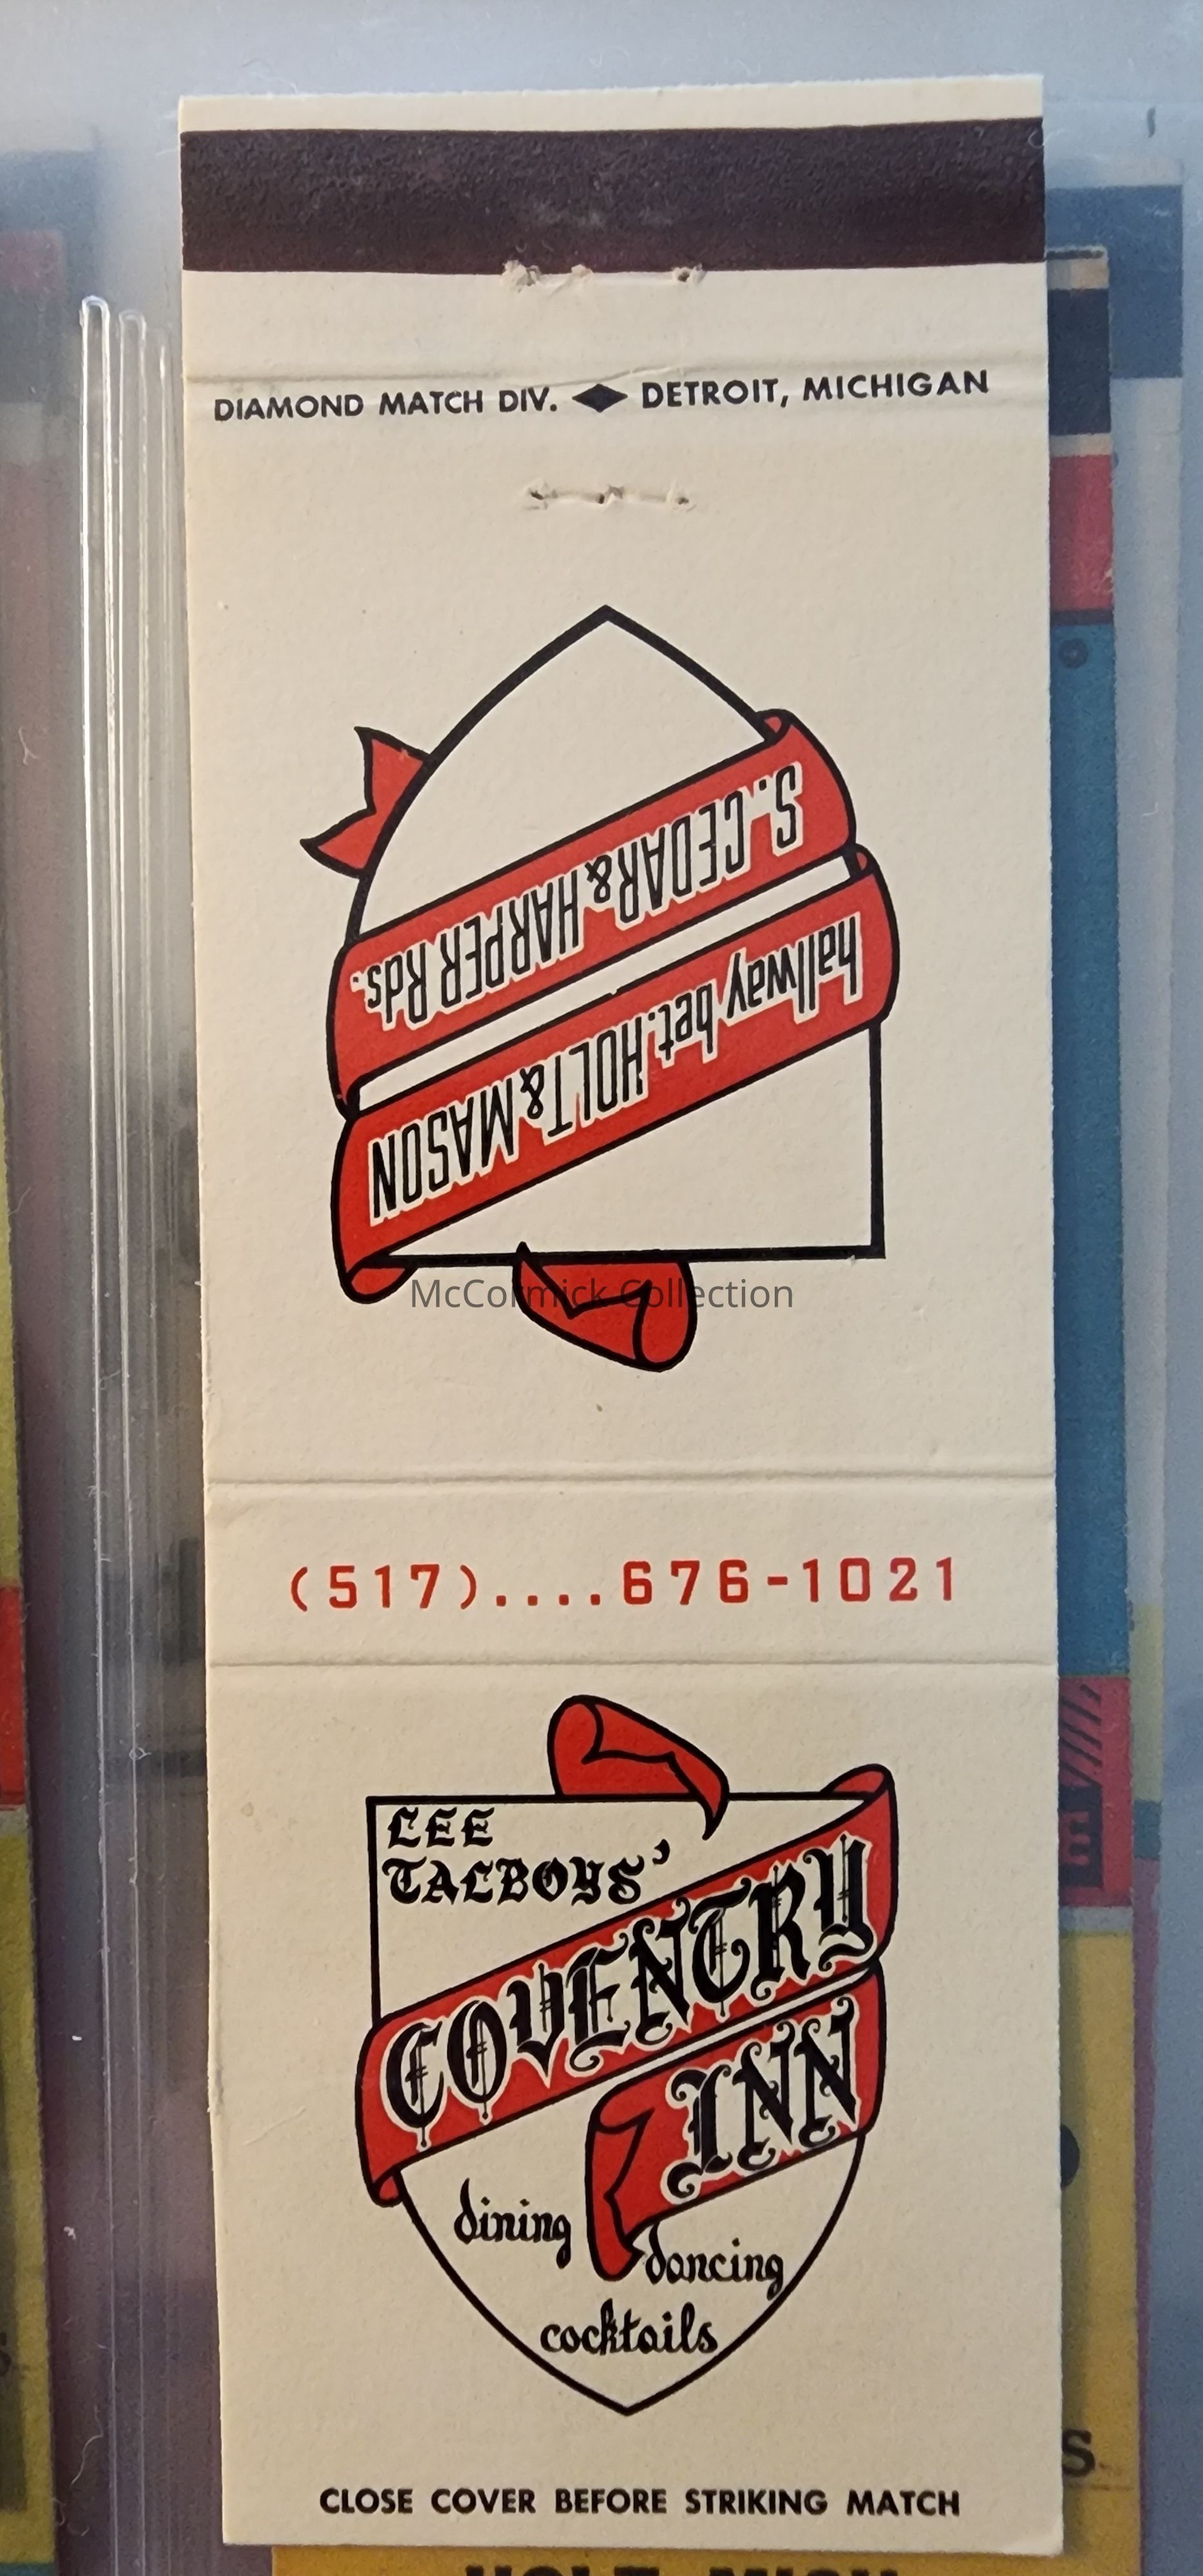 DIAMOND MATCH DIV. DETROIT, MICHIGAN
hallway bet. HOLT & MASON
S. CEDAR & HARPER Rds.
McCormick Collection
(517)....676-1021
LEE
TALBOYS'
COVENTRY
INN
dining
dancing
cocktails
CLOSE COVER BEFORE STRIKING MATCH